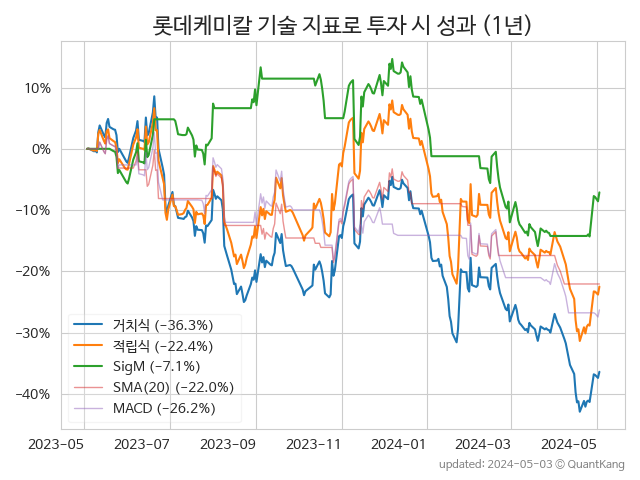 롯데케미칼 기술 지표로 투자 시 성과 (1년)
10%
0%
−10%
−20%
−30%
−40%
거치식 (−36.3%)
적립식 (−22.4%)
SigM (−7.1%)
SMA(20) (−22.0%)
MACD (−26.2%)
2023-05 2023-07 2023-09 2023-11 2024-01 2024-03 2024-05
updated: 2024-05-03 ⓒ QuantKang